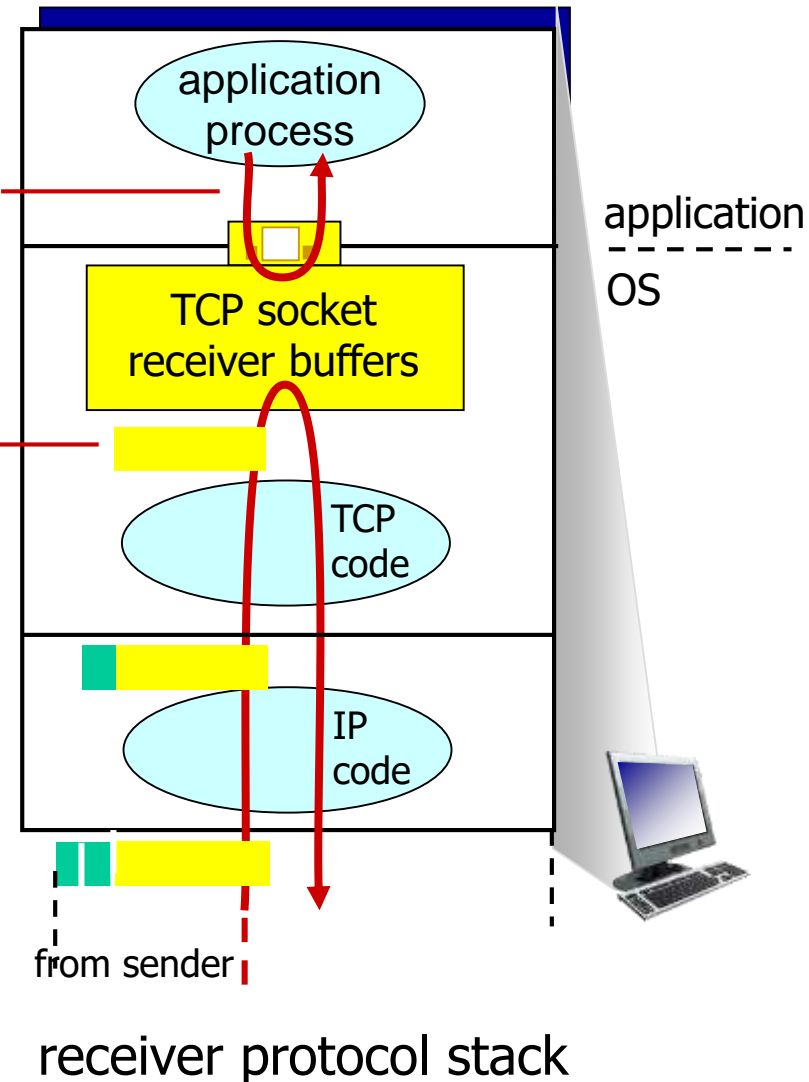 application
process
application
OS
TCP socket
receiver buffers
TCP
code
IP
code
from sender
receiver protocol stack